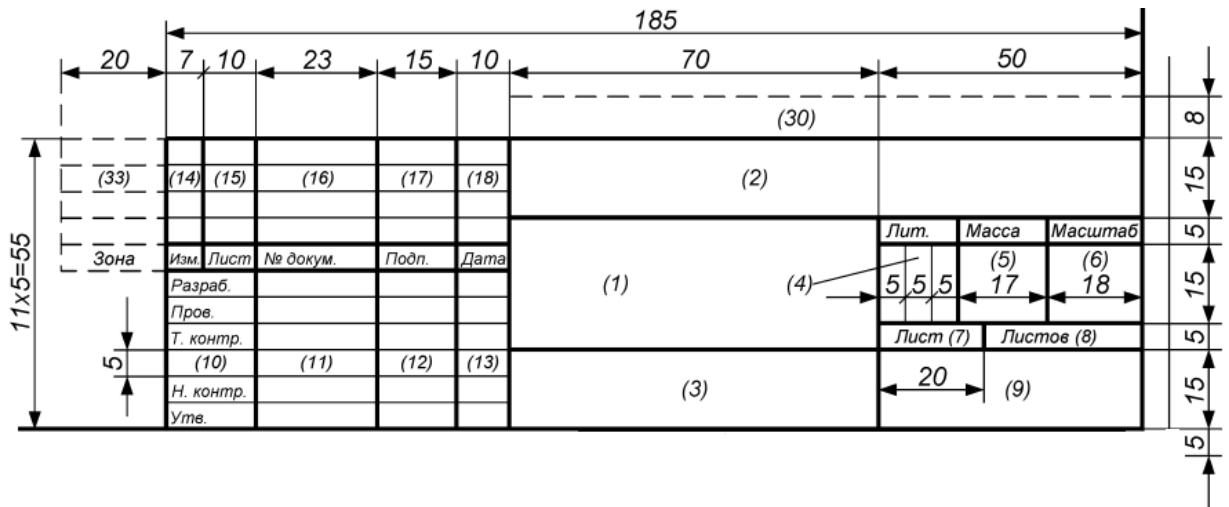 185
20 7 10 23 15 10 70 50
(30) 8
(33) (14) (15) (16) (17) (18) (2) 15
Лит. Масса Масштаб 5
Зона Изм. Лист № докум. Подп. Дата (5) (6)
11х5=55 Разраб. (1) (4) 5 5 5 17 18 15
Пров.
Т. контр. Лист (7) Листов (8) 5
5 (10) (11) (12) (13) 20
Н. контр. (3) (9) 15
Утв.
5